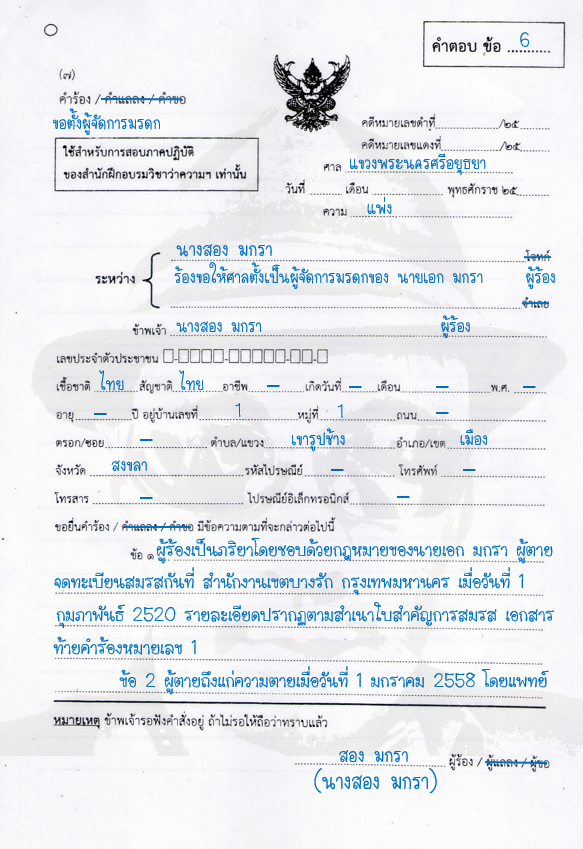 คำตอบ ข้อ 6
(๗)
คำร้อง / คำแถลง / คำขอ
ขอตั้งผู้จัดการมรดก
คดีหมายเลขดำที่ /๒๕
ใช้สำหรับการสอบภาคปฏิบัติ
ของสำนักฝึกอบรมวิชาว่าความฯ เท่านั้น
คดีหมายเลขแดงที่ /๒๕
ศาล แขวงพระนครศรีอยุธยา
วันที่ เดือน พุทธศักราช ๒๕
ความ แพ่ง
นางสอง มกรา โจทก์
ระหว่าง ร้องขอให้ศาลตั้งเป็นผู้จัดการมรดกของ นายเอก มกรา ผู้ร้อง
จำเลย
ข้าพเจ้า นางสอง มกรา ผู้ร้อง
เลขประจำตัวประชาชน
เชื้อชาติ ไทย สัญชาติ ไทย อาชีพ – เกิดวันที่ – เดือน – พ.ศ. –
อายุ – ปี อยู่บ้านเลขที่ 1 หมู่ที่ 1 ถนน –
ตรอก/ซอย – ตำบล/แขวง เขารูปช้าง อำเภอ/เขต เมือง
จังหวัด สงขลา รหัสไปรษณีย์ – โทรศัพท์ –
โทรสาร – ไปรษณีย์อิเล็กทรอนิกส์ –
ขอยื่นคำร้อง / คำแถลง / คำขอ มีข้อความตามที่จะกล่าวต่อไปนี้
ข้อ ๑ ผู้ร้องเป็นภริยาโดยชอบด้วยกฎหมายของนายเอก มกรา ผู้ตาย
จดทะเบียนสมรสกันที่ สำนักงานเขตบางรัก กรุงเทพมหานคร เมื่อวันที่ 1
กุมภาพันธ์ 2520 รายละเอียดปรากฏตามสำเนาใบสำคัญการสมรส เอกสาร
ท้ายคำร้องหมายเลข 1
ข้อ 2 ผู้ตายถึงแก่ความตายเมื่อวันที่ 1 มกราคม 2558 โดยแพทย์
หมายเหตุ ข้าพเจ้ารอฟังคำสั่งอยู่ ถ้าไม่รอให้ถือว่าทราบแล้ว
สอง มกรา ผู้ร้อง / ผู้แถลง / ผู้ขอ
(นางสอง มกรา)